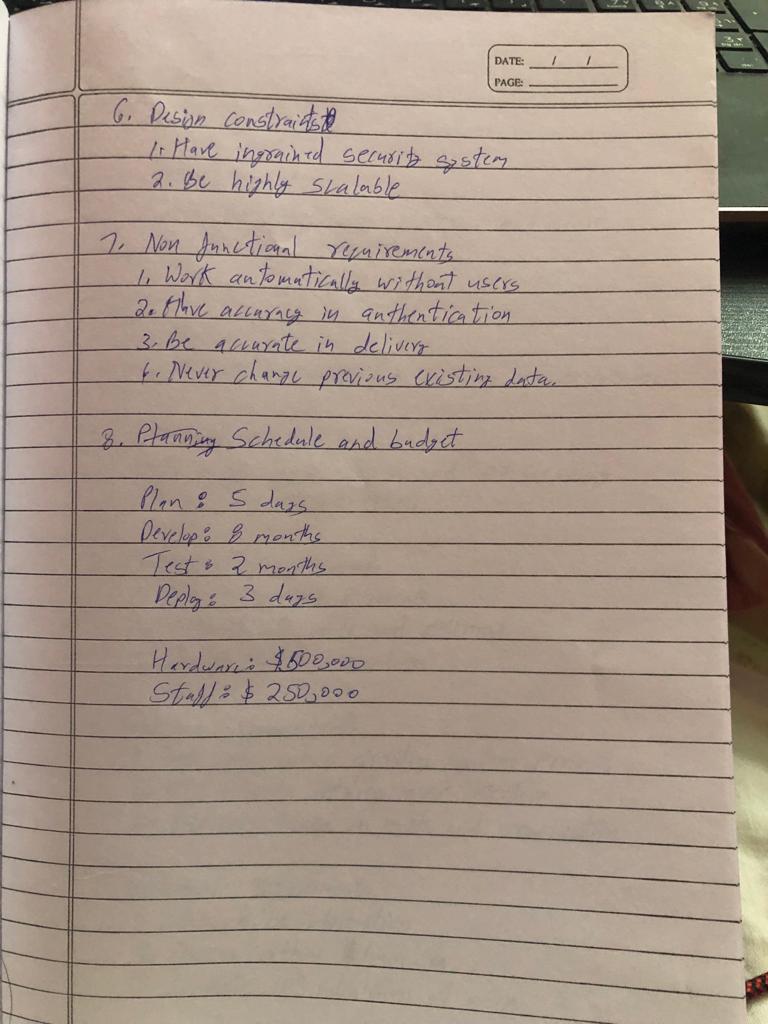 DATE: / /
PAGE:
6. Design constraints
1. Have ingrained security system
2. Be highly scalable
7. Non functional requirements
1. Work automatically without users
2. Have accuracy in authentication
3. Be accurate in delivery
4. Never change previous existing data.
8. Planning Schedule and budget
Plan: 5 days
Develop: 8 months
Test: 2 months
Deploy: 3 days
Hardware: $500,000
Staff: $250,000